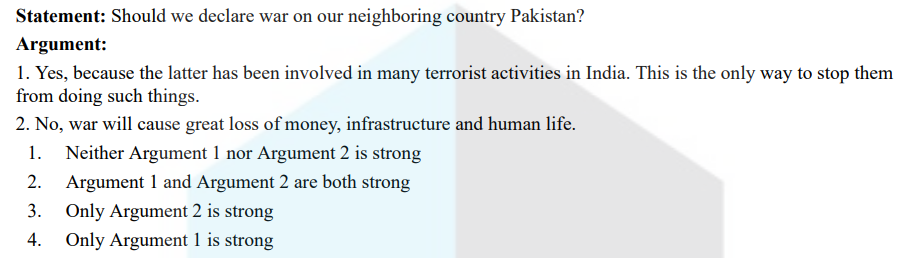 Statement: Should we declare war on our neighboring country Pakistan?
Argument:
1. Yes, because the latter has been involved in many terrorist activities in India. This is the only way to stop them
from doing such things.
2. No, war will cause great loss of money, infrastructure and human life.
1. Neither Argument 1 nor Argument 2 is strong
2. Argument 1 and Argument 2 are both strong
3. Only Argument 2 is strong
4. Only Argument 1 is strong